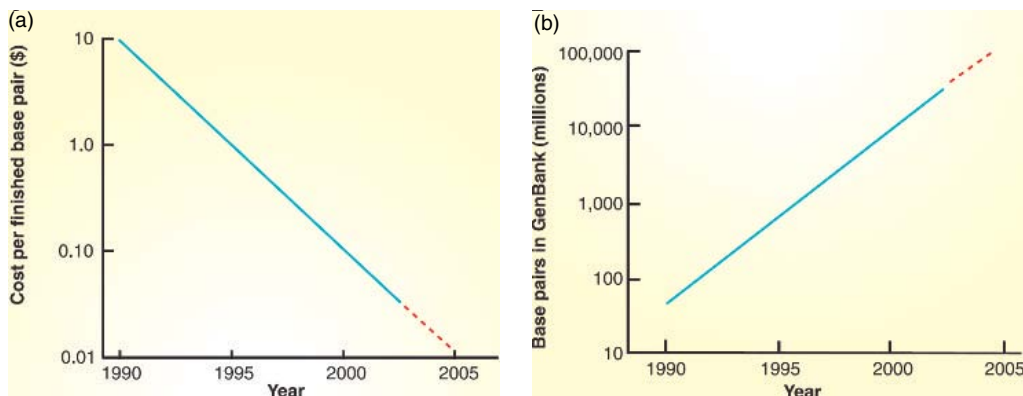 (a)
Cost per finished base pair ($)
10
1.0
0.10
0.01
1990 1995 2000 2005
Year
(b)
Base pairs in GenBank (millions)
100,000
10,000
1,000
100
10
1990 1995 2000 2005
Year